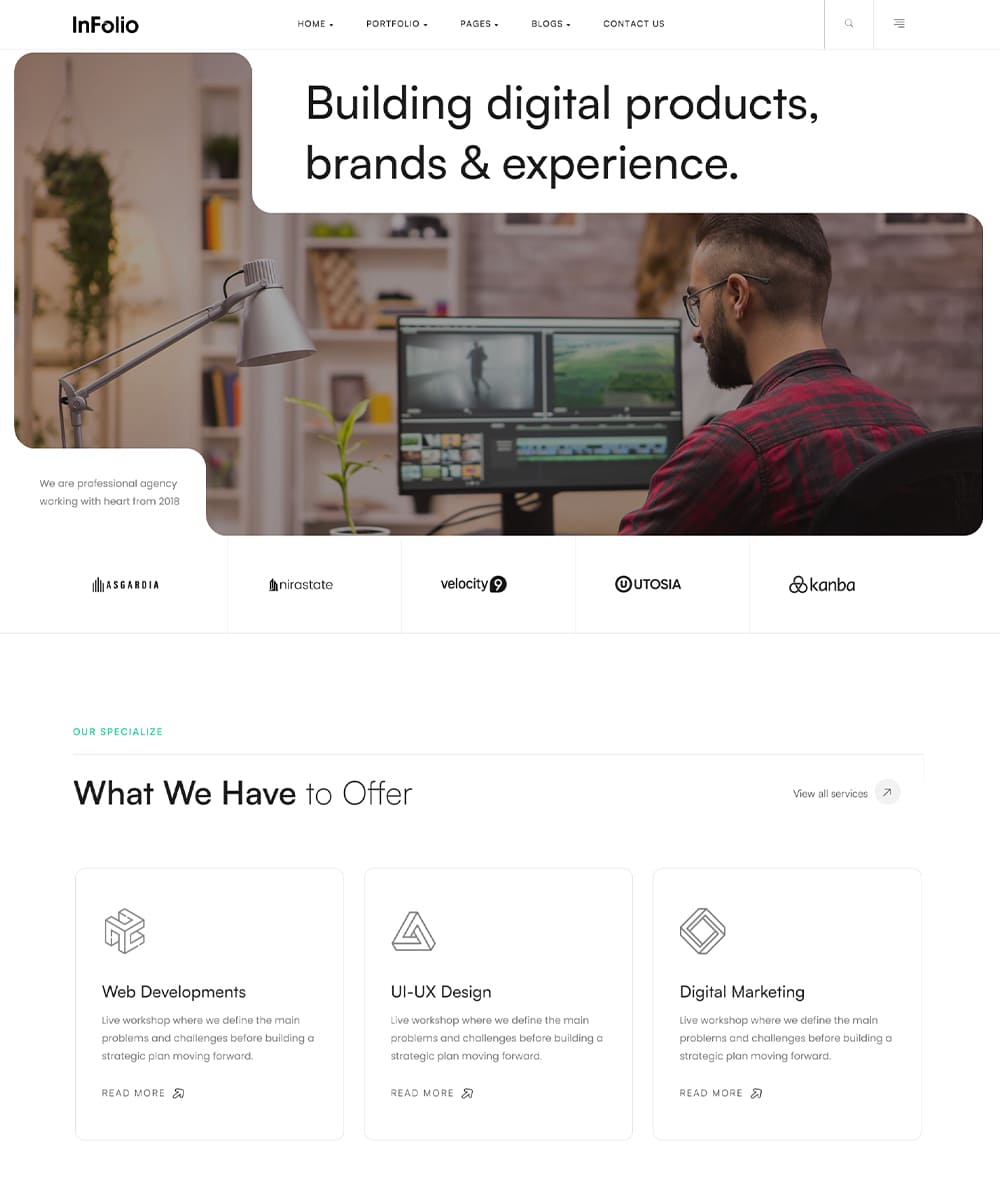 InFolio
HOME
PORTFOLIO
PAGES
BLOGS
CONTACT US
Building digital products,
brands & experience.
We are professional agency
working with heart from 2018
ASGARDIA
nirastate
velocity 9
UTOSIA
kanba
OUR SPECIALIZE
What We Have to Offer
View all services
Web Developments
Live workshop where we define the main
problems and challenges before building a
strategic plan moving forward.
READ MORE
UI-UX Design
Live workshop where we define the main
problems and challenges before building a
strategic plan moving forward.
READ MORE
Digital Marketing
Live workshop where we define the main
problems and challenges before building a
strategic plan moving forward.
READ MORE